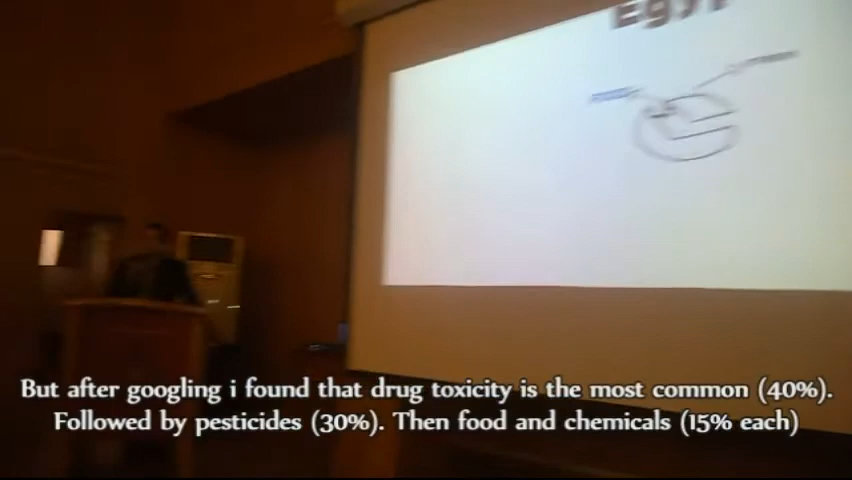 Egyp
But after googling i found that drug toxicity is the most common (40%).
Followed by pesticides (30%). Then food and chemicals (15% each)